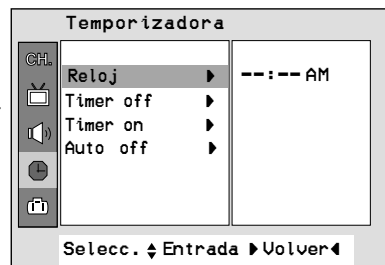 Temporizadora
CH.
Reloj ▶ --:-- AM
Timer off ▶
Timer on ▶
Auto off ▶
Selecc. ▲▼ Entrada ▶ Volver ◀